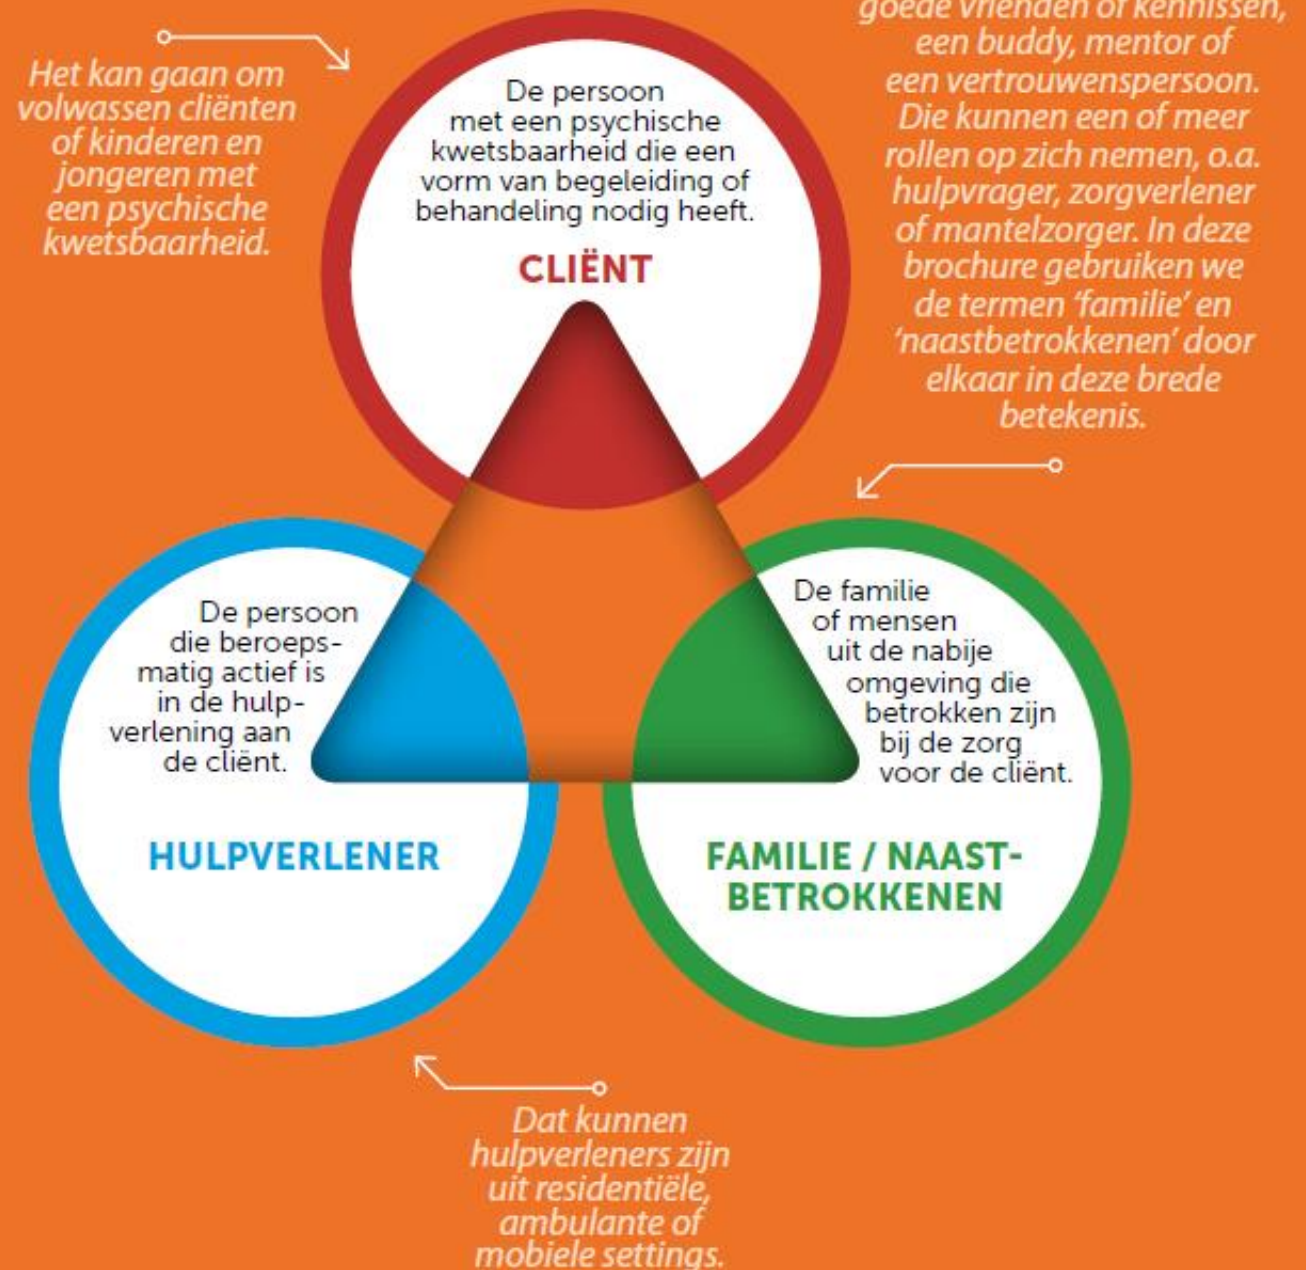 Het kan gaan om
volwassen cliënten
of kinderen en
jongeren met
een psychische
kwetsbaarheid.
De persoon
met een psychische
kwetsbaarheid die een
vorm van begeleiding of
behandeling nodig heeft.
CLIËNT
goede vrienden of kennissen,
een buddy, mentor of
een vertrouwenspersoon.
Die kunnen een of meer
rollen op zich nemen, o.a.
hulpvrager, zorgverlener
of mantelzorger. In deze
brochure gebruiken we
de termen ‘familie’ en
‘naastbetrokkenen’ door
elkaar in deze brede
betekenis.
De persoon
die beroeps-
matig actief is
in de hulp-
verlening aan
de cliënt.
HULPVERLENER
De familie
of mensen
uit de nabije
omgeving die
betrokken zijn
bij de zorg
voor de cliënt.
FAMILIE / NAAST-
BETROKKENEN
Dat kunnen
hulpverleners zijn
uit residentiële,
ambulante of
mobiele settings.